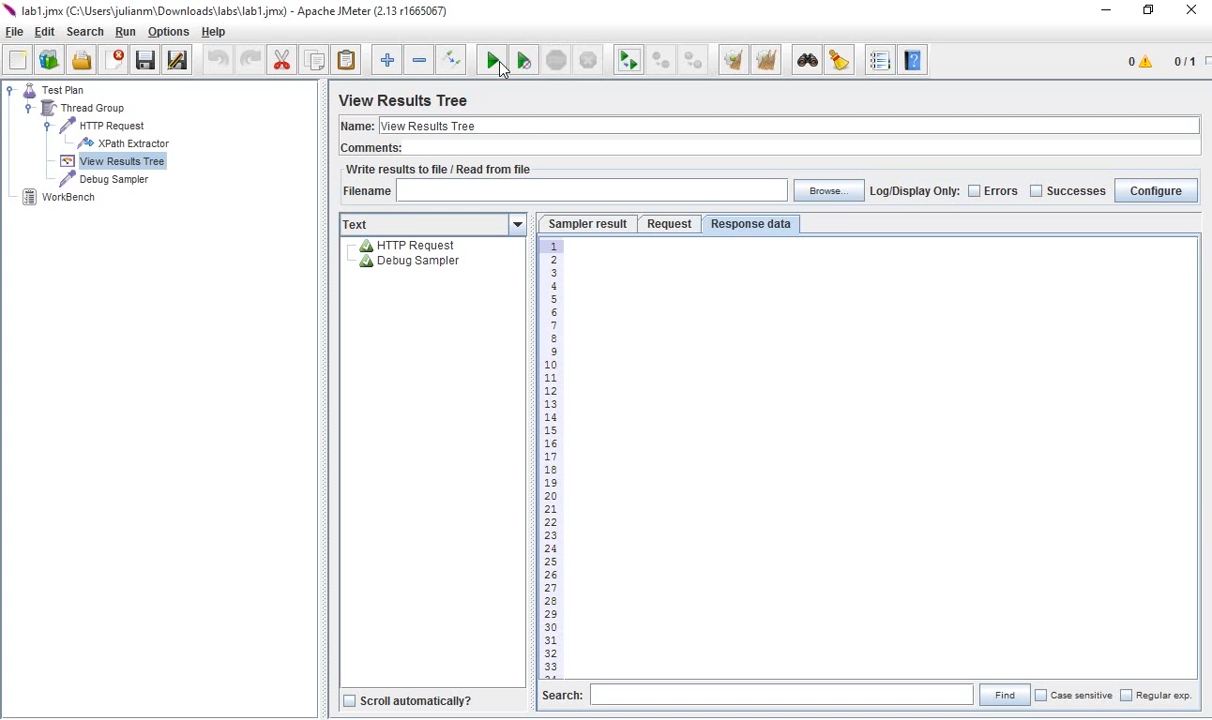 lab1.jmx (C:\Users\julianm\Downloads\labs\lab1.jmx) - Apache JMeter (2.13 r1665067)
File Edit Search Run Options Help
0 0 / 1
Test Plan
Thread Group
HTTP Request
XPath Extractor
View Results Tree
Debug Sampler
WorkBench
View Results Tree
Name: View Results Tree
Comments:
Write results to file / Read from file
Filename Browse... Log/Display Only: Errors Successes Configure
Text
HTTP Request
Debug Sampler
Scroll automatically?
Sampler result Request Response data
1
2
3
4
5
6
7
8
9
10
11
12
13
14
15
16
17
18
19
20
21
22
23
24
25
26
27
28
29
30
31
32
33
Search: Find Case sensitive Regular exp.